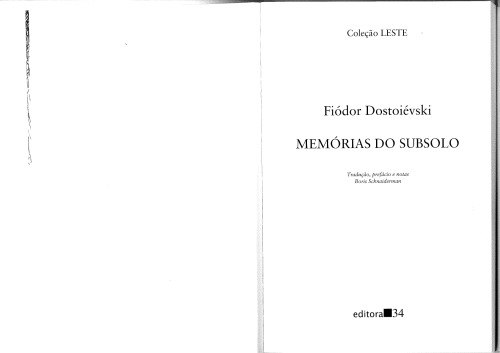 Coleção LESTE
Fiódor Dostoiévski
MEMÓRIAS DO SUBSOLO
Tradução, prefácio e notas
Boris Schnaiderman
editora 34